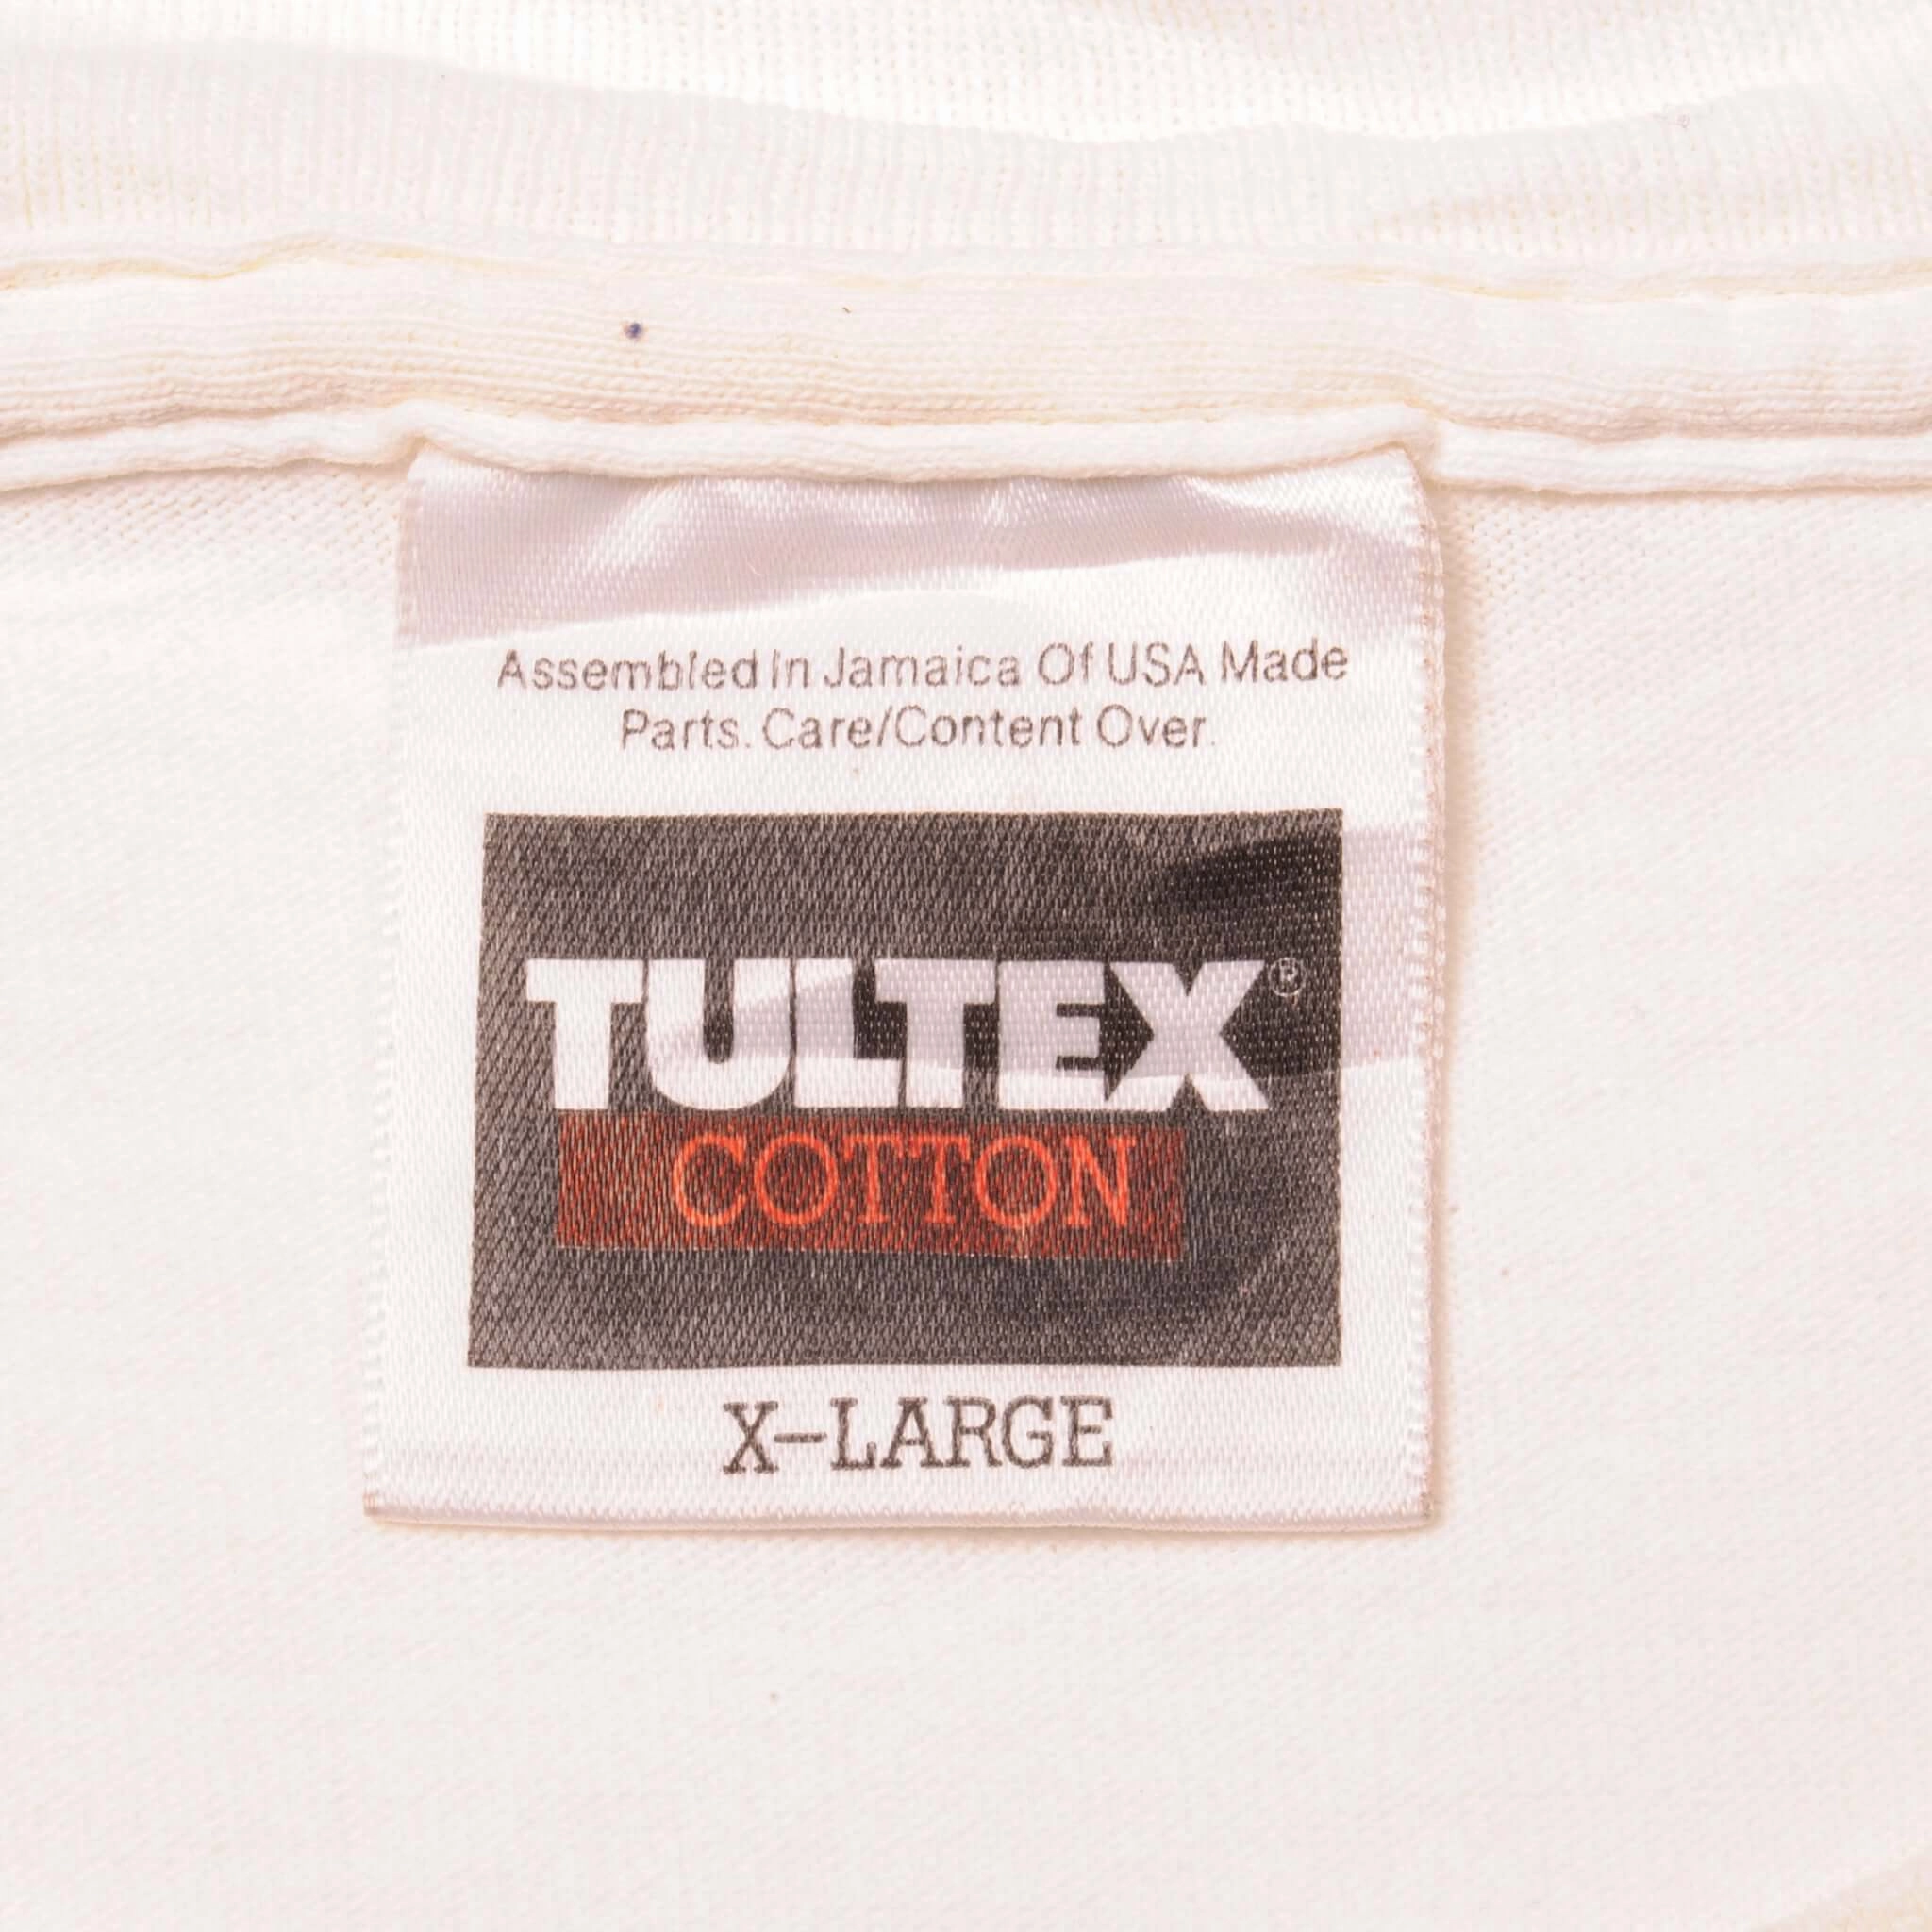 Assembled In Jamaica Of USA Made
Parts. Care/Content Over.
TULTEX®
COTTON
X-LARGE